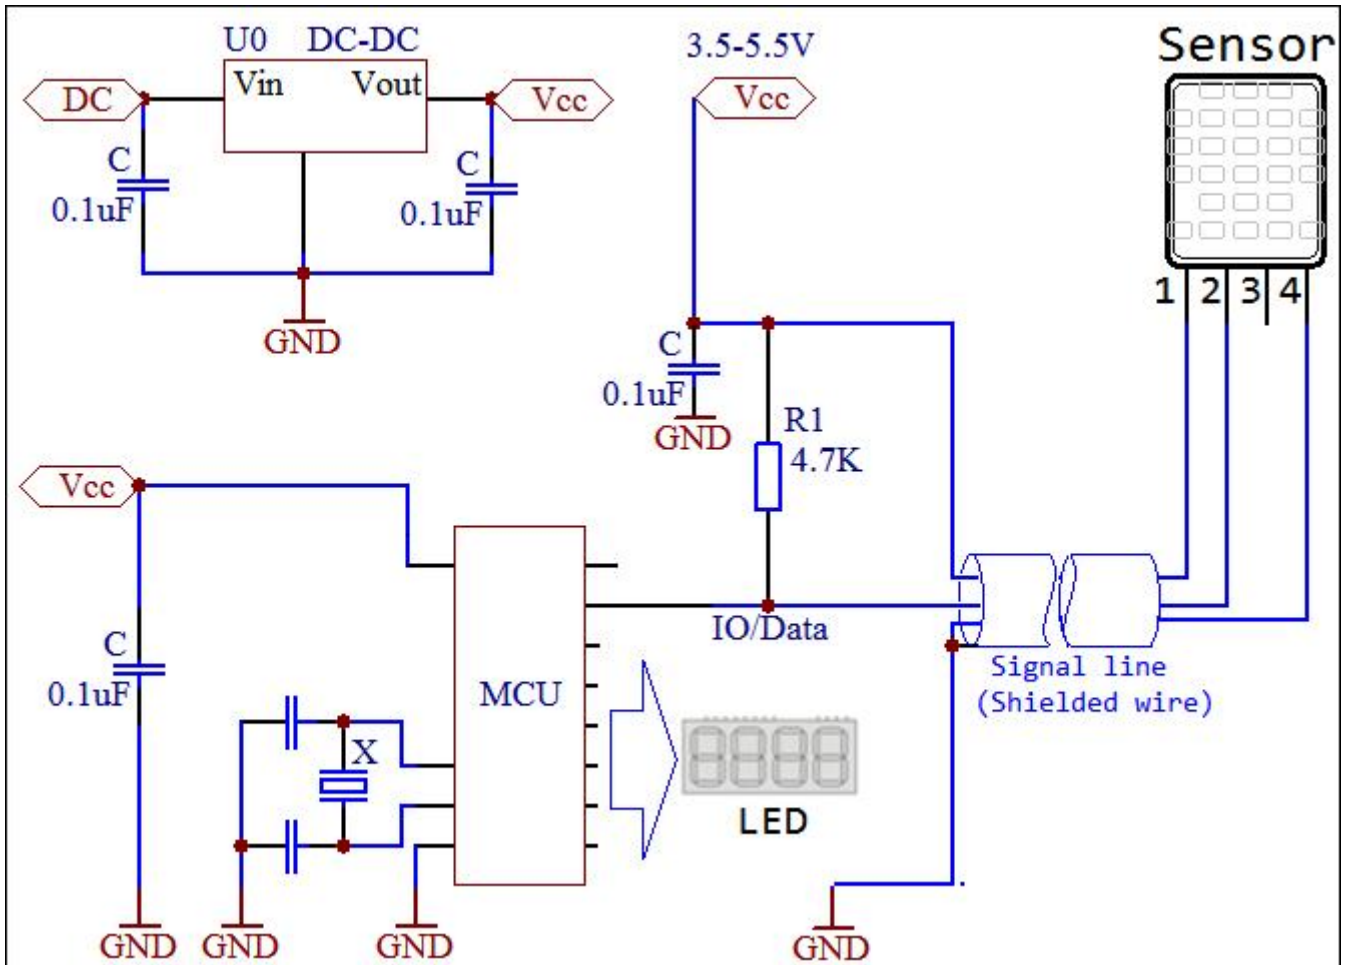 U0 DC-DC
DC
Vin Vout
Vcc
C
0.1uF
C
0.1uF
GND
3.5-5.5V
Vcc
C
0.1uF
GND
R1
4.7K
Sensor
1 2 3 4
Vcc
C
0.1uF
GND
X
GND
GND
MCU
IO/Data
LED
Signal line
(Shielded wire)
GND